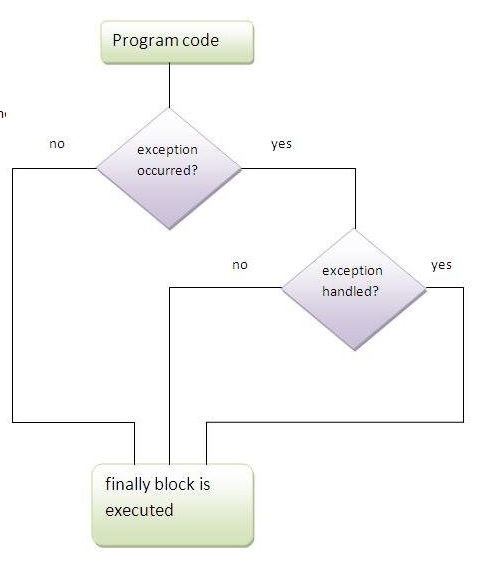 Program code
no
yes
exception
occurred?
no
yes
exception
handled?
finally block is
executed